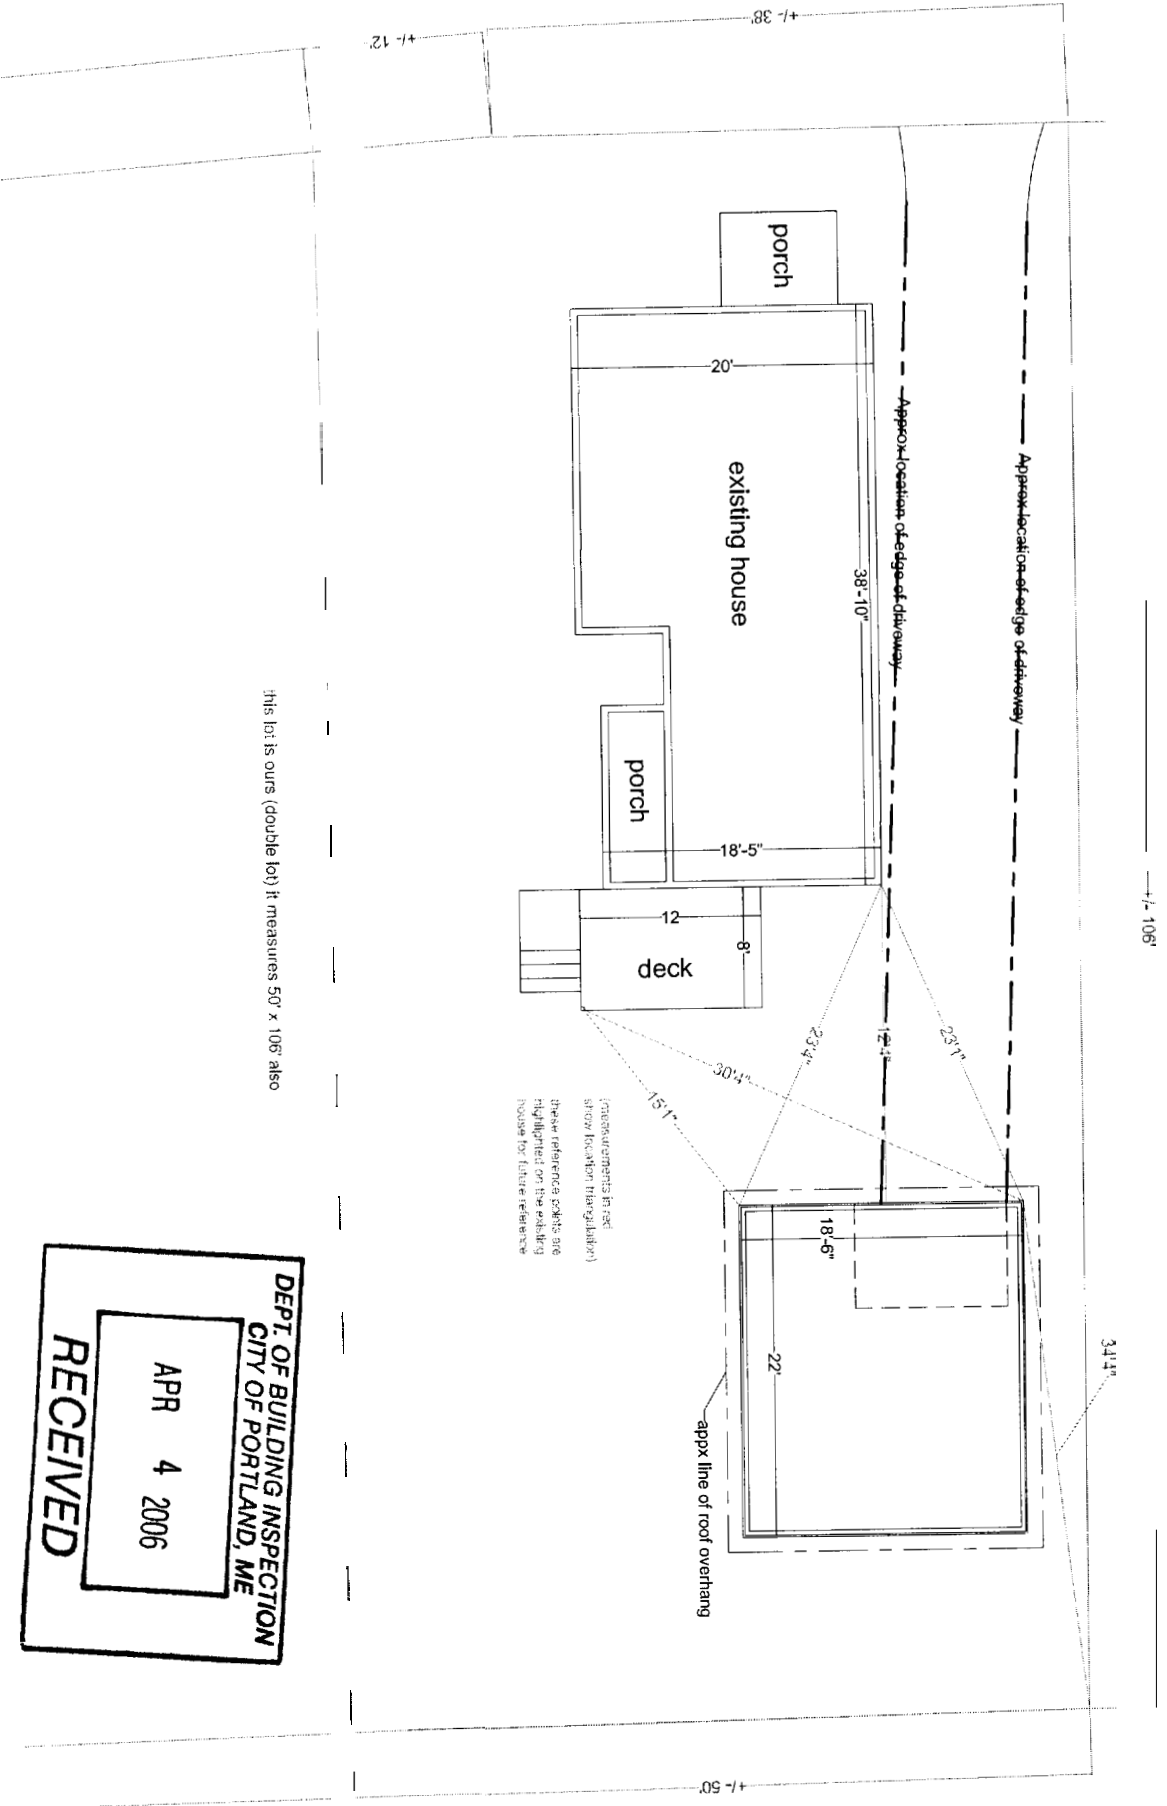 +/- 12'
+/- 38'
porch
20'
existing house
38'-10"
Approx location of edge of driveway
Approx location of edge of driveway
+/- 106'
porch
18'-5"
12
8'
deck
this lot is ours (double lot) it measures 50' x 106' also
23'4"
12'4"
23'1"
30'4"
15'1"
(measurements in red
show location triangulation)
these reference points are
highlighted on the existing
house for future reference
18'-6"
22'
34'4"
appx line of roof overhang
DEPT. OF BUILDING INSPECTION
CITY OF PORTLAND, ME
APR 4 2006
RECEIVED
+/- 50'